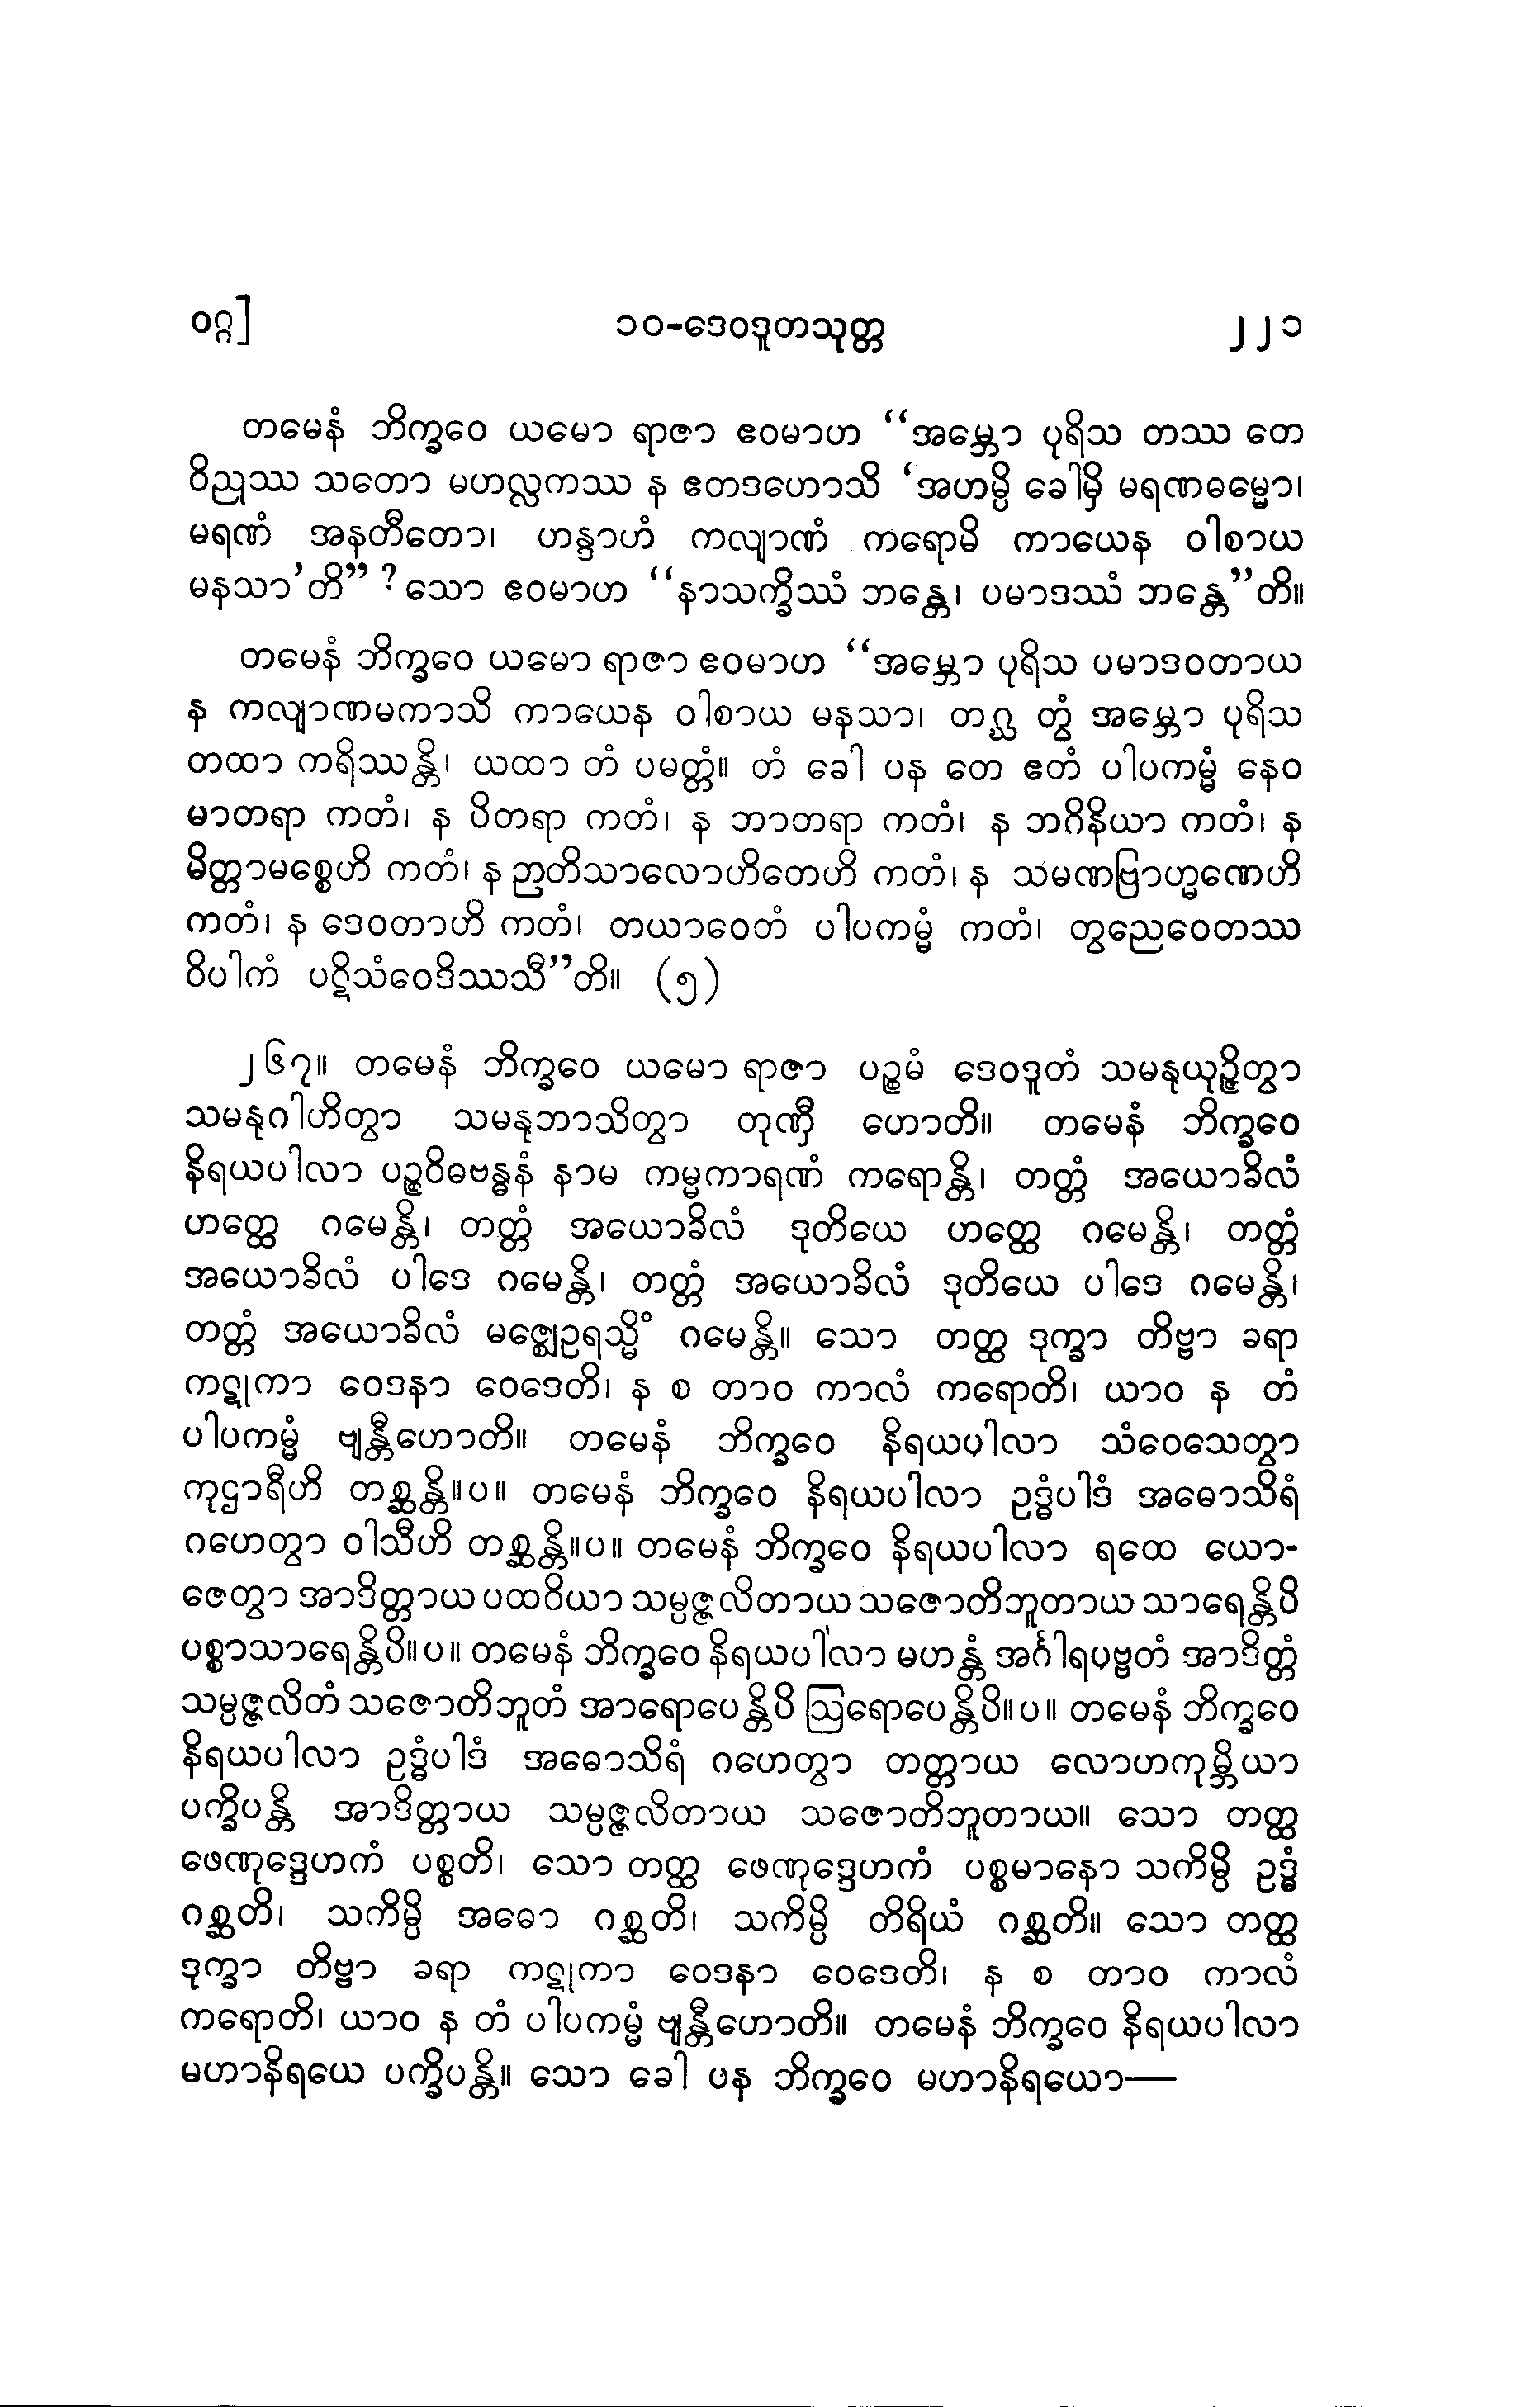 ဝဂ္ဂ] ၁၀-ဒေဝဒူတသုတ္တ ၂၂၁
တမေနံ ဘိက္ခဝေ ယမော ရာဇာ ဧဝမာဟ “အမ္ဘော ပုရိသ တဿ တေ
ဝိညုဿ သတော မဟလ္လကဿ န ဧတဒဟောသိ ‘အဟမ္ပိ ခေါမှိ မရဏဓမ္မော၊
မရဏံ အနတီတော၊ ဟန္ဒာဟံ ကလျာဏံ ကရောမိ ကာယေန ဝါစာယ
မနသာ’တိ” ? သော ဧဝမာဟ “နာသက္ခိဿံ ဘန္တေ၊ ပမာဒဿံ ဘန္တေ”တိ။
တမေနံ ဘိက္ခဝေ ယမော ရာဇာ ဧဝမာဟ “အမ္ဘော ပုရိသ ပမာဒဝတာယ
န ကလျာဏမကာသိ ကာယေန ဝါစာယ မနသာ၊ တဂ္ဃ တွံ အမ္ဘော ပုရိသ
တထာ ကရိဿန္တိ၊ ယထာ တံ ပမတ္တံ။ တံ ခေါ ပန တေ ဧတံ ပါပကမ္မံ နေဝ
မာတရာ ကတံ၊ န ပိတရာ ကတံ၊ န ဘာတရာ ကတံ၊ န ဘဂိနိယာ ကတံ၊ န
မိတ္တာမစ္စေဟိ ကတံ၊ န ဉာတိသာလောဟိတေဟိ ကတံ၊ န သမဏဗြာဟ္မဏေဟိ
ကတံ၊ န ဒေဝတာဟိ ကတံ၊ တယာဝေတံ ပါပကမ္မံ ကတံ၊ တွညေဝေတဿ
ဝိပါကံ ပဋိသံဝေဒိဿသီ”တိ။ (၅)
၂၆၇။ တမေနံ ဘိက္ခဝေ ယမော ရာဇာ ပဉ္စမံ ဒေဝဒူတံ သမနုယုဉ္ဇိတွာ
သမနုဂါဟိတွာ သမနုဘာသိတွာ တုဏှီ ဟောတိ။ တမေနံ ဘိက္ခဝေ
နိရယပါလာ ပဉ္စဝိဓဗန္ဓနံ နာမ ကမ္မကာရဏံ ကရောန္တိ၊ တတ္တံ အယောခိလံ
ဟတ္ထေ ဂမေန္တိ၊ တတ္တံ အယောခိလံ ဒုတိယေ ဟတ္ထေ ဂမေန္တိ၊ တတ္တံ
အယောခိလံ ပါဒေ ဂမေန္တိ၊ တတ္တံ အယောခိလံ ဒုတိယေ ပါဒေ ဂမေန္တိ၊
တတ္တံ အယောခိလံ မဇ္ဈေဥရသ္မိံ ဂမေန္တိ။ သော တတ္ထ ဒုက္ခာ တိဗ္ဗာ ခရာ
ကဋုကာ ဝေဒနာ ဝေဒေတိ၊ န စ တာဝ ကာလံ ကရောတိ၊ ယာဝ န တံ
ပါပကမ္မံ ဗျန္တီဟောတိ။ တမေနံ ဘိက္ခဝေ နိရယပါလာ သံဝေသေတွာ
ကုဌာရီဟိ တစ္ဆန္တိ။ပ။ တမေနံ ဘိက္ခဝေ နိရယပါလာ ဥဒ္ဓံပါဒံ အဓောသိရံ
ဂဟေတွာ ဝါသီဟိ တစ္ဆန္တိ။ပ။ တမေနံ ဘိက္ခဝေ နိရယပါလာ ရထေ ယော-
ဇေတွာ အာဒိတ္တာယ ပထဝိယာ သမ္ပဇ္ဇလိတာယ သဇောတိဘူတာယ သာရေန္တိပိ
ပစ္စာသာရေန္တိပိ။ပ။ တမေနံ ဘိက္ခဝေ နိရယပါလာ မဟန္တံ အင်္ဂါရပဗ္ဗတံ အာဒိတ္တံ
သမ္ပဇ္ဇလိတံ သဇောတိဘူတံ အာရောပေန္တိပိ ဩရောပေန္တိပိ။ပ။ တမေနံ ဘိက္ခဝေ
နိရယပါလာ ဥဒ္ဓံပါဒံ အဓောသိရံ ဂဟေတွာ တတ္တာယ လောဟကုမ္ဘိယာ
ပက္ခိပန္တိ အာဒိတ္တာယ သမ္ပဇ္ဇလိတာယ သဇောတိဘူတာယ။ သော တတ္ထ
ဖေဏုဒ္ဒေဟကံ ပစ္စတိ၊ သော တတ္ထ ဖေဏုဒ္ဒေဟကံ ပစ္စမာနော သကိမ္ပိ ဥဒ္ဓံ
ဂစ္ဆတိ၊ သကိမ္ပိ အဓော ဂစ္ဆတိ၊ သကိမ္ပိ တိရိယံ ဂစ္ဆတိ။ သော တတ္ထ
ဒုက္ခာ တိဗ္ဗာ ခရာ ကဋုကာ ဝေဒနာ ဝေဒေတိ၊ န စ တာဝ ကာလံ
ကရောတိ၊ ယာဝ န တံ ပါပကမ္မံ ဗျန္တီဟောတိ။ တမေနံ ဘိက္ခဝေ နိရယပါလာ
မဟာနိရယေ ပက္ခိပန္တိ။ သော ခေါ ပန ဘိက္ခဝေ မဟာနိရယော—